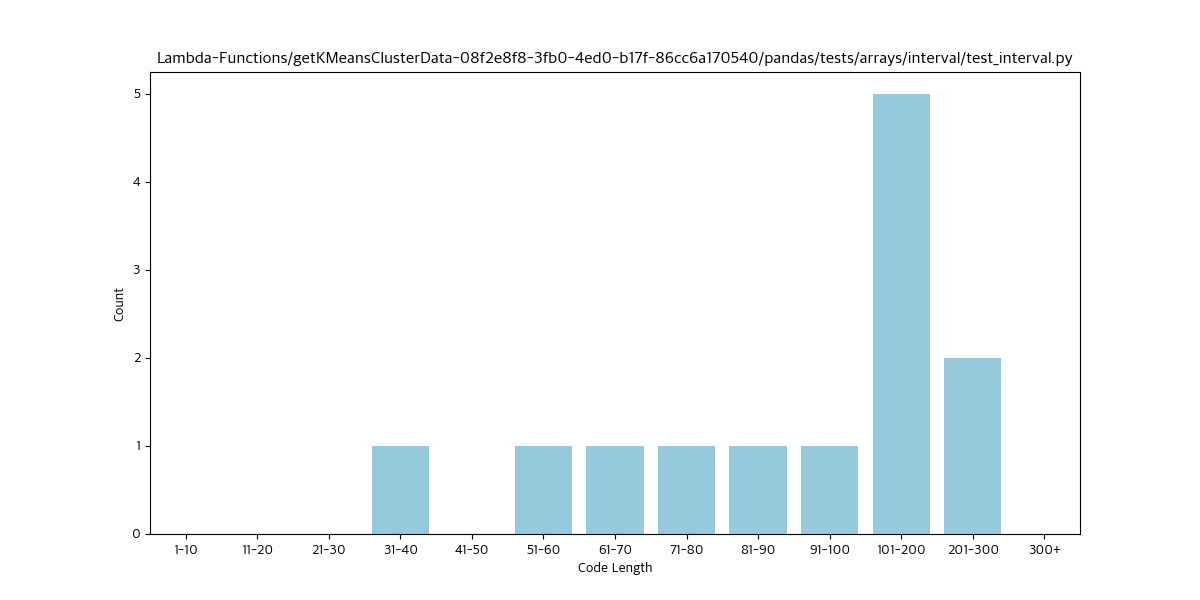 Lambda-Functions/getKMeansClusterData-08f2e8f8-3fb0-4ed0-b17f-86cc6a170540/pandas/tests/arrays/interval/test_interval.py
5
4
3
2
1
0
Count
1-10 11-20 21-30 31-40 41-50 51-60 61-70 71-80 81-90 91-100 101-200 201-300 300+
Code Length